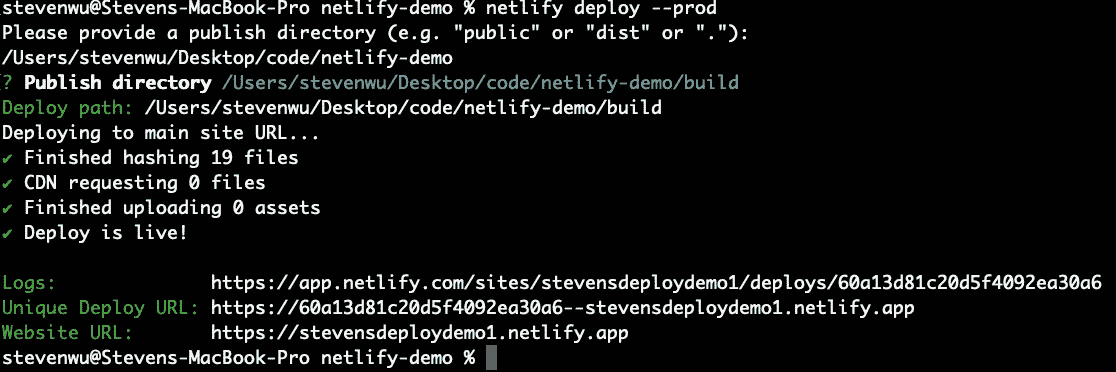 stevenwu@Stevens-MacBook-Pro netlify-demo % netlify deploy --prod
Please provide a publish directory (e.g. "public" or "dist" or "."):
/Users/stevenwu/Desktop/code/netlify-demo
? Publish directory /Users/stevenwu/Desktop/code/netlify-demo/build
Deploy path: /Users/stevenwu/Desktop/code/netlify-demo/build
Deploying to main site URL...
✔ Finished hashing 19 files
✔ CDN requesting 0 files
✔ Finished uploading 0 assets
✔ Deploy is live!
Logs: https://app.netlify.com/sites/stevensdeploydemo1/deploys/60a13d81c20d5f4092ea30a6
Unique Deploy URL: https://60a13d81c20d5f4092ea30a6--stevensdeploydemo1.netlify.app
Website URL: https://stevensdeploydemo1.netlify.app
stevenwu@Stevens-MacBook-Pro netlify-demo %